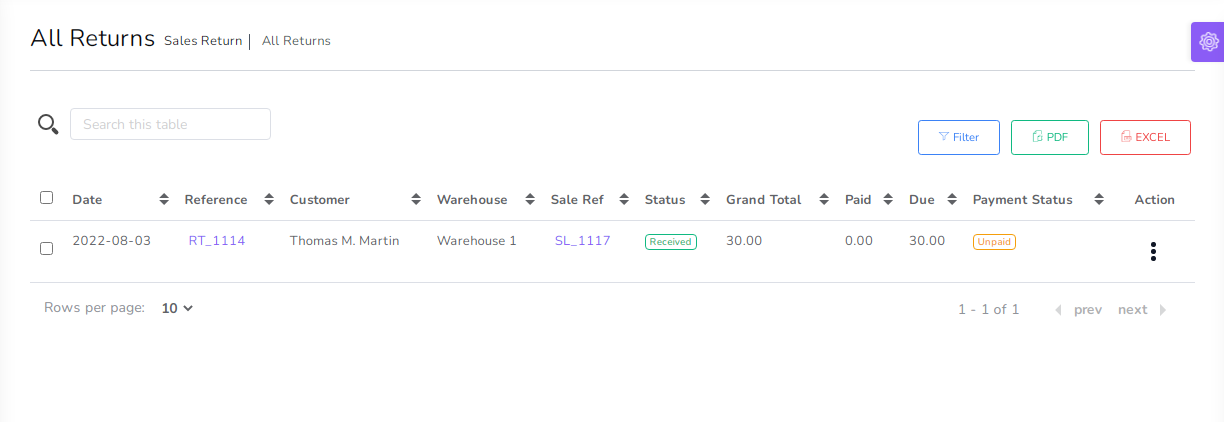 All Returns Sales Return | All Returns
Search this table
Filter PDF EXCEL
Date Reference Customer Warehouse Sale Ref Status Grand Total Paid Due Payment Status Action
2022-08-03 RT_1114 Thomas M. Martin Warehouse 1 SL_1117 Received 30.00 0.00 30.00 Unpaid
Rows per page: 10 1 - 1 of 1 prev next